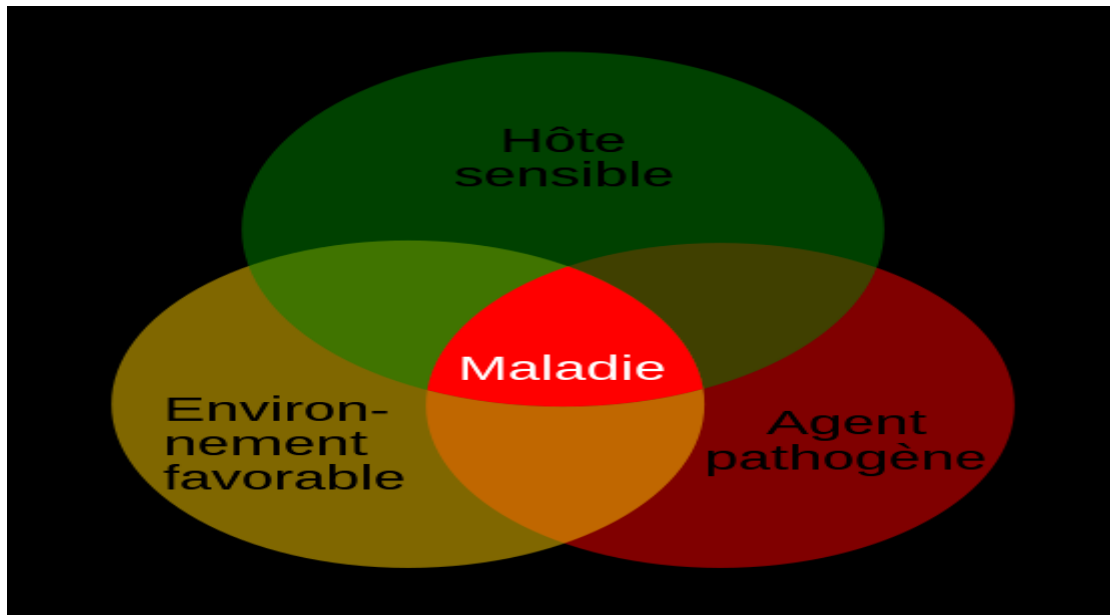 Hôte
sensible
Maladie
Environ-
nement
favorable
Agent
pathogène